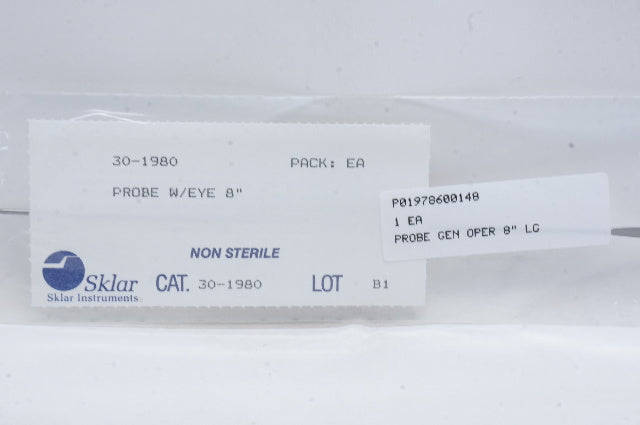 30-1980 PACK: EA
PROBE W/EYE 8"
NON STERILE
Sklar
Sklar Instruments
CAT. 30-1980 LOT B1
P01978600148
1 EA
PROBE GEN OPER 8" LG